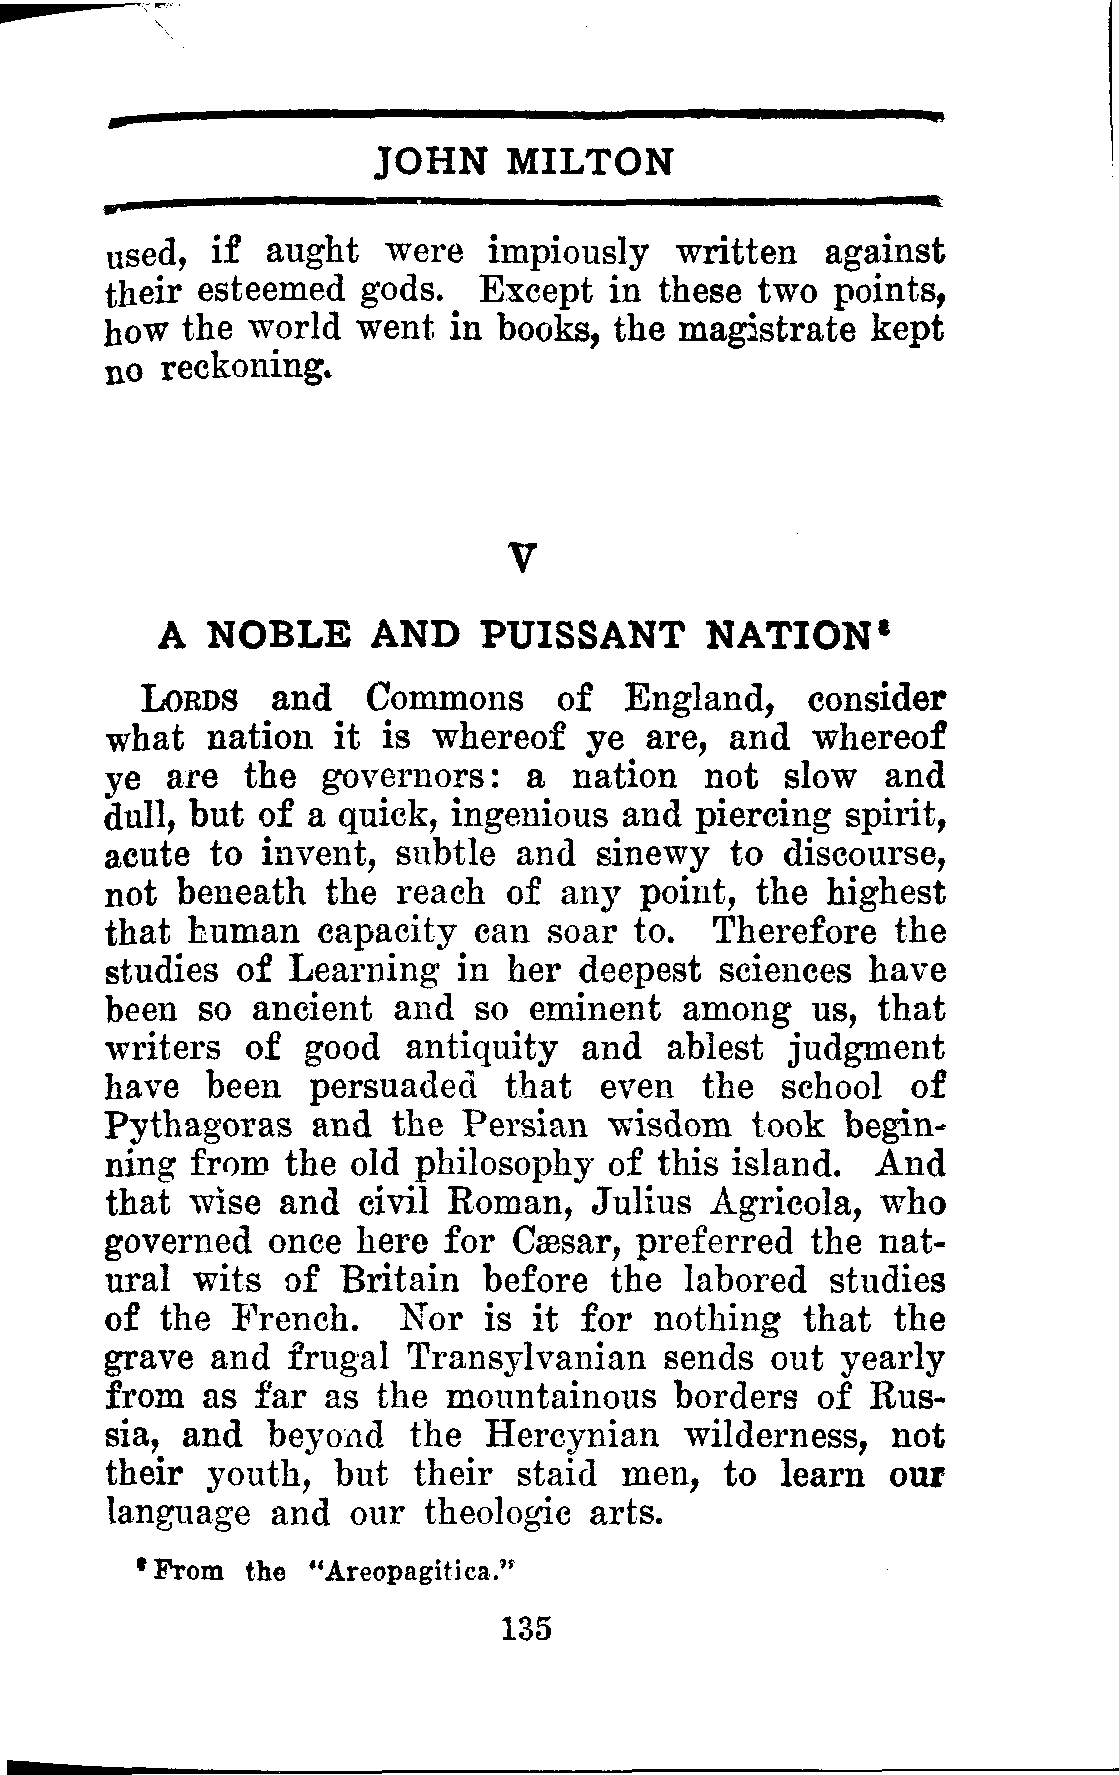 JOHN MILTON
used, if aught were impiously written against
their esteemed gods. Except in these two points,
how the world went in books, the magistrate kept
no reckoning.
V
A NOBLE AND PUISSANT NATION⁸
LORDS and Commons of England, consider
what nation it is whereof ye are, and whereof
ye are the governors: a nation not slow and
dull, but of a quick, ingenious and piercing spirit,
acute to invent, subtle and sinewy to discourse,
not beneath the reach of any point, the highest
that human capacity can soar to. Therefore the
studies of Learning in her deepest sciences have
been so ancient and so eminent among us, that
writers of good antiquity and ablest judgment
have been persuaded that even the school of
Pythagoras and the Persian wisdom took begin-
ning from the old philosophy of this island. And
that wise and civil Roman, Julius Agricola, who
governed once here for Cæsar, preferred the nat-
ural wits of Britain before the labored studies
of the French. Nor is it for nothing that the
grave and frugal Transylvanian sends out yearly
from as far as the mountainous borders of Rus-
sia, and beyond the Hercynian wilderness, not
their youth, but their staid men, to learn our
language and our theologic arts.
⁸ From the "Areopagitica."
135